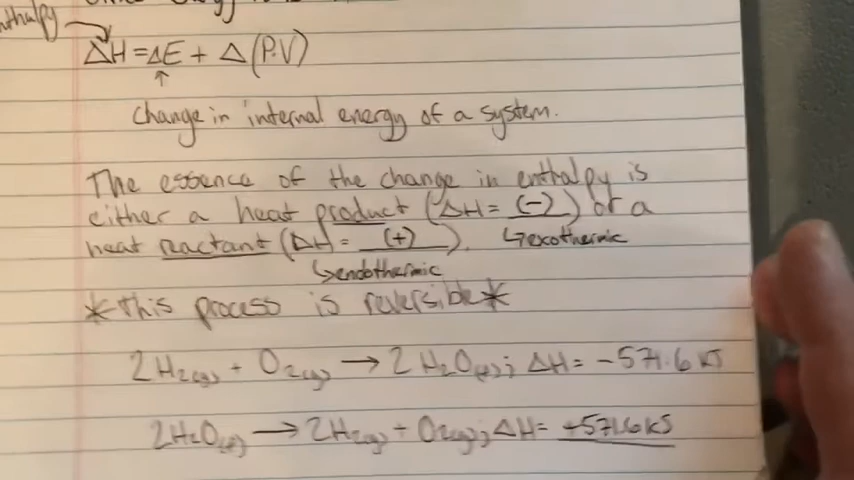 nthalpy
ΔH = ΔE + Δ(P·V)
↑
Change in internal energy of a system.
The essence of the change in enthalpy is
either a heat product (ΔH = (-)) or a
heat reactant (ΔH = (+)). ↳exothermic
↳endothermic
*This process is reversible*
2H2(g) + O2(g) → 2H2O(l); ΔH = -571.6 kJ
2H2O(l) → 2H2(g) + O2(g); ΔH = +571.6 kJ